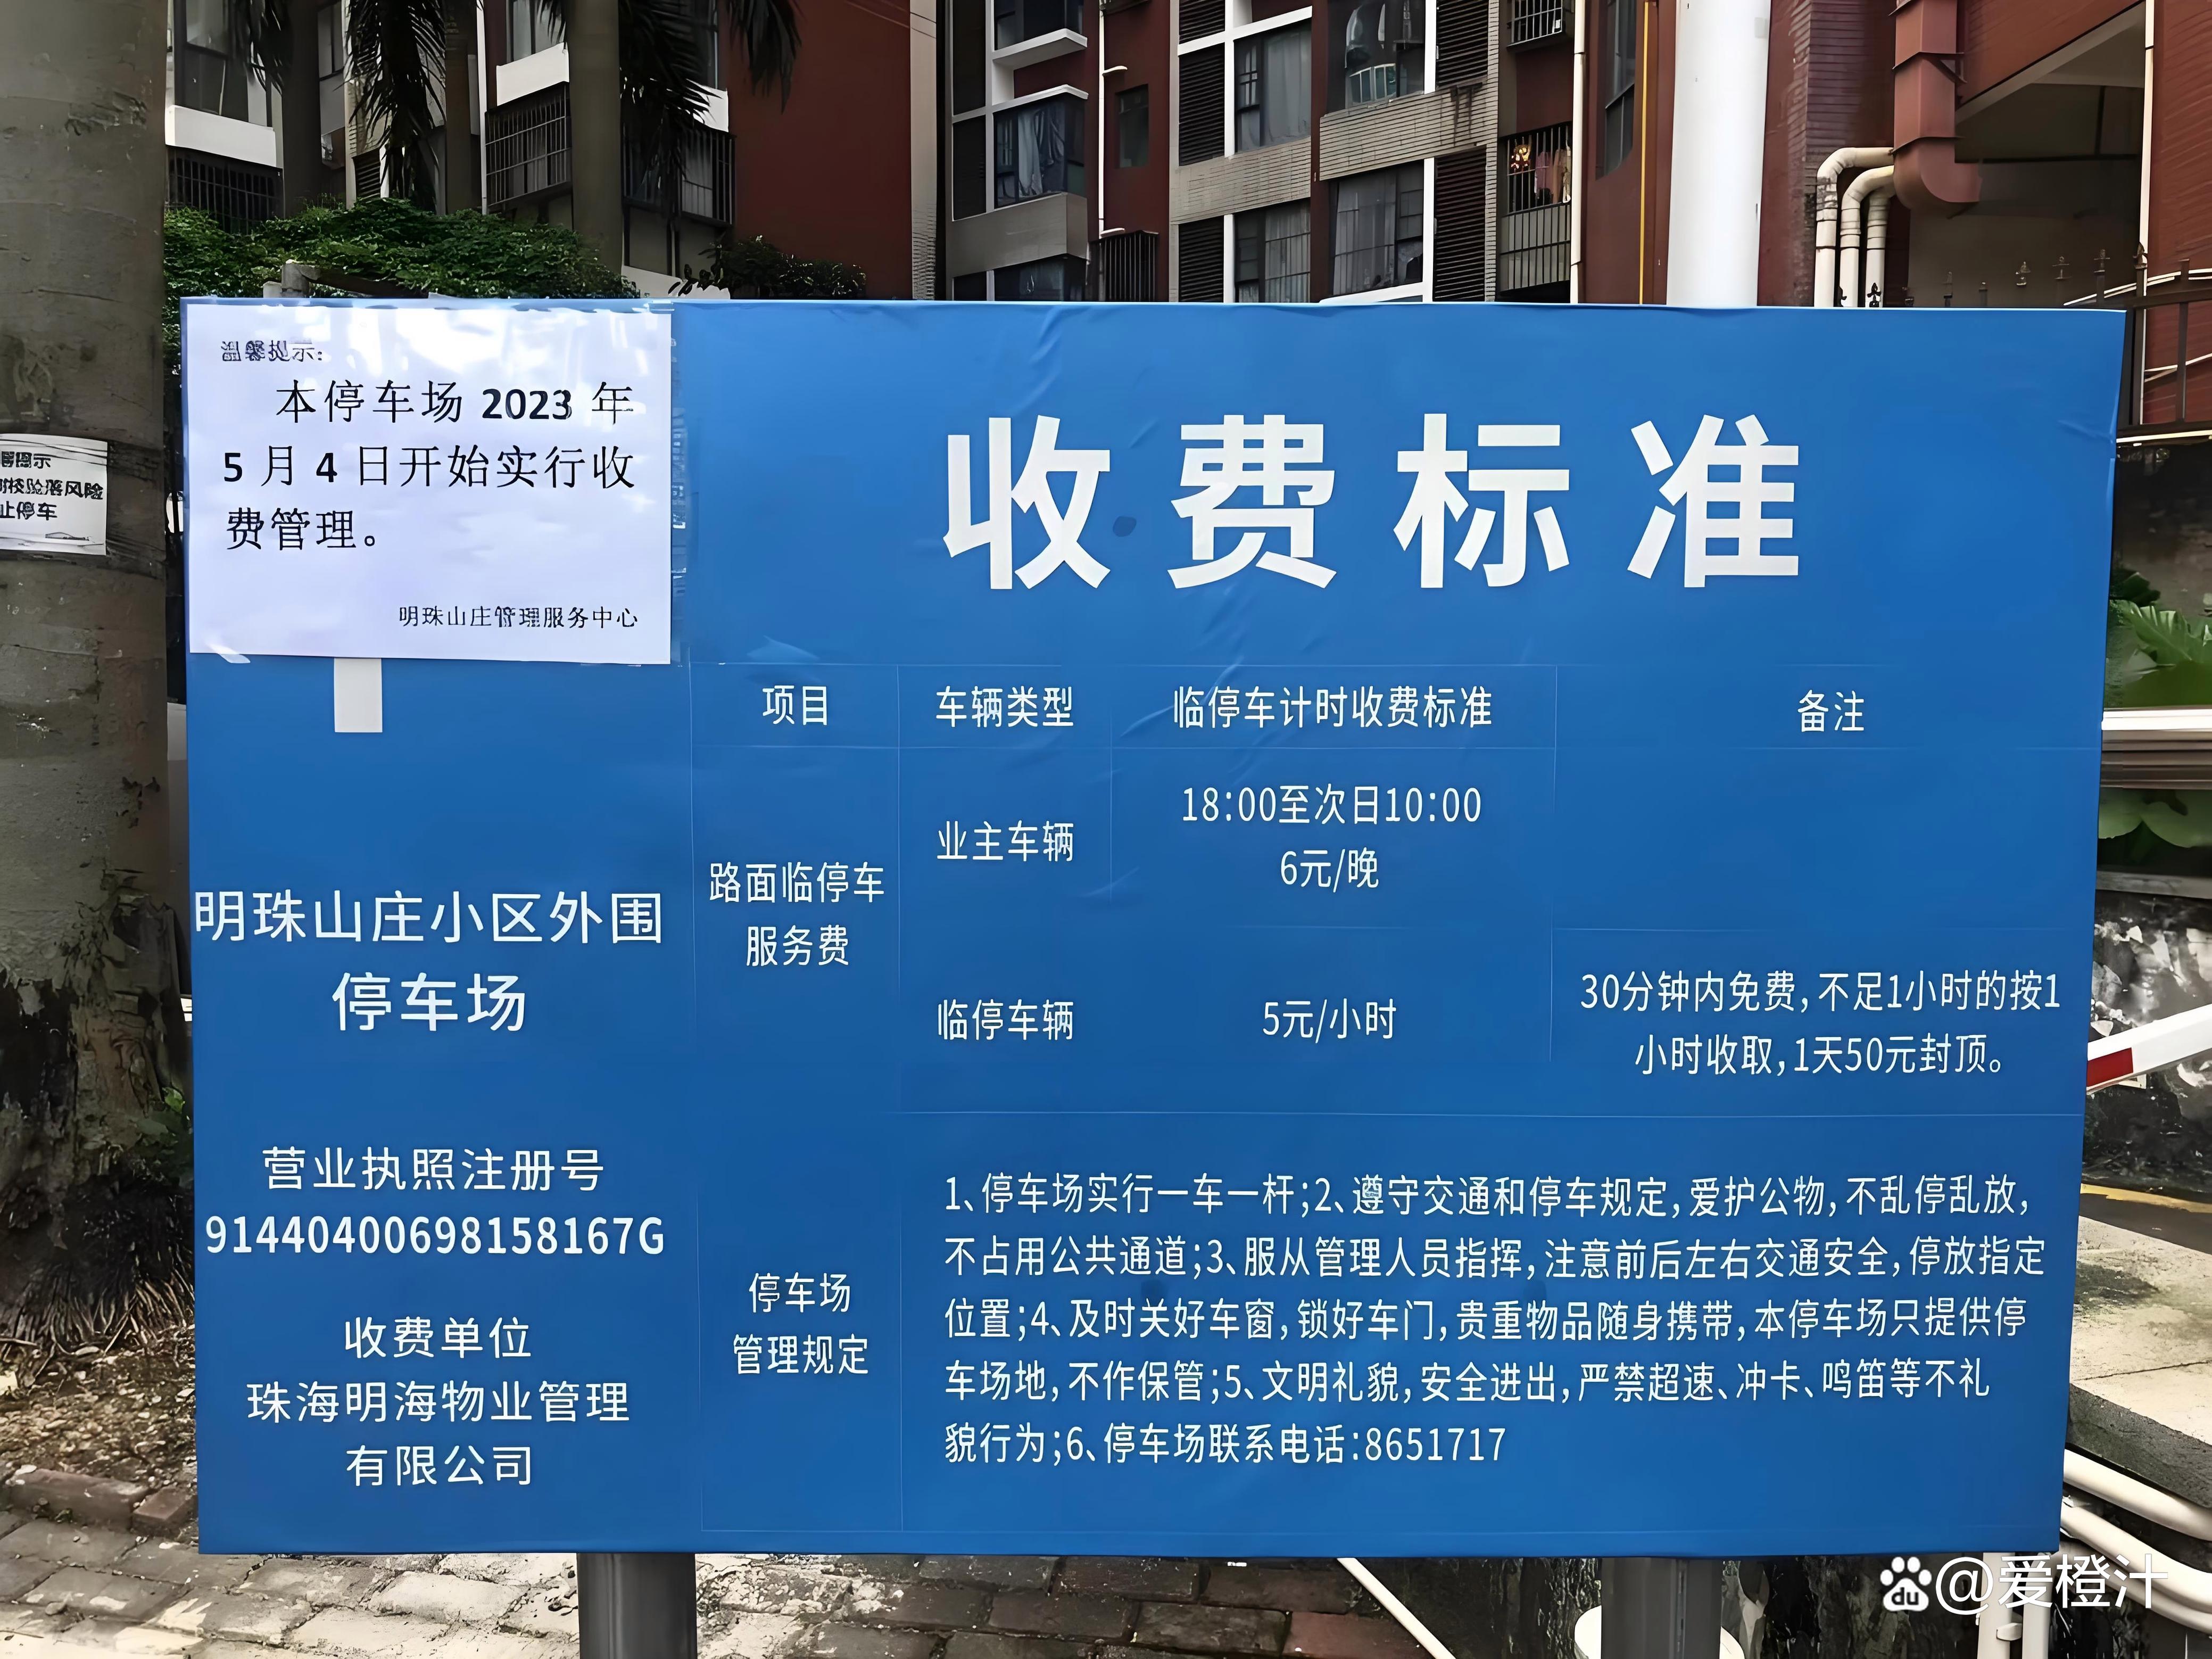 温馨提示：
本停车场 2023 年
5 月 4 日开始实行收
费管理。
明珠山庄管理服务中心
止停车
收费标准
明珠山庄小区外围
停车场
营业执照注册号
91440400698158167G
收费单位
珠海明海物业管理
有限公司
项目 车辆类型 临停车计时收费标准 备注
路面临停车
服务费
业主车辆
18:00至次日10:00
6元/晚
临停车辆
5元/小时
30分钟内免费,不足1小时的按1
小时收取,1天50元封顶。
停车场
管理规定
1、停车场实行一车一杆;2、遵守交通和停车规定,爱护公物,不乱停乱放,
不占用公共通道;3、服从管理人员指挥,注意前后左右交通安全,停放指定
位置;4、及时关好车窗,锁好车门,贵重物品随身携带,本停车场只提供停
车场地,不作保管;5、文明礼貌,安全进出,严禁超速、冲卡、鸣笛等不礼
貌行为;6、停车场联系电话:8651717
du @爱橙汁